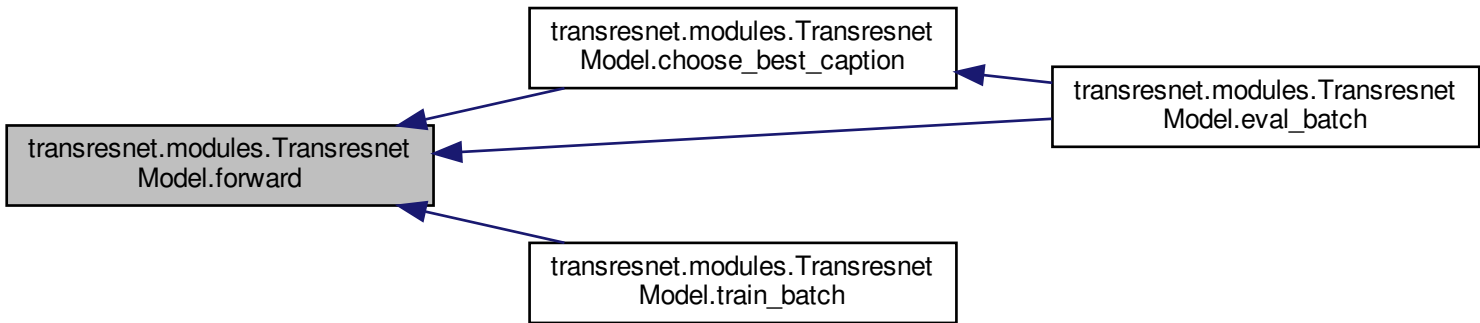 transresnet.modules.Transresnet
Model.forward
transresnet.modules.Transresnet
Model.choose_best_caption
transresnet.modules.Transresnet
Model.eval_batch
transresnet.modules.Transresnet
Model.train_batch